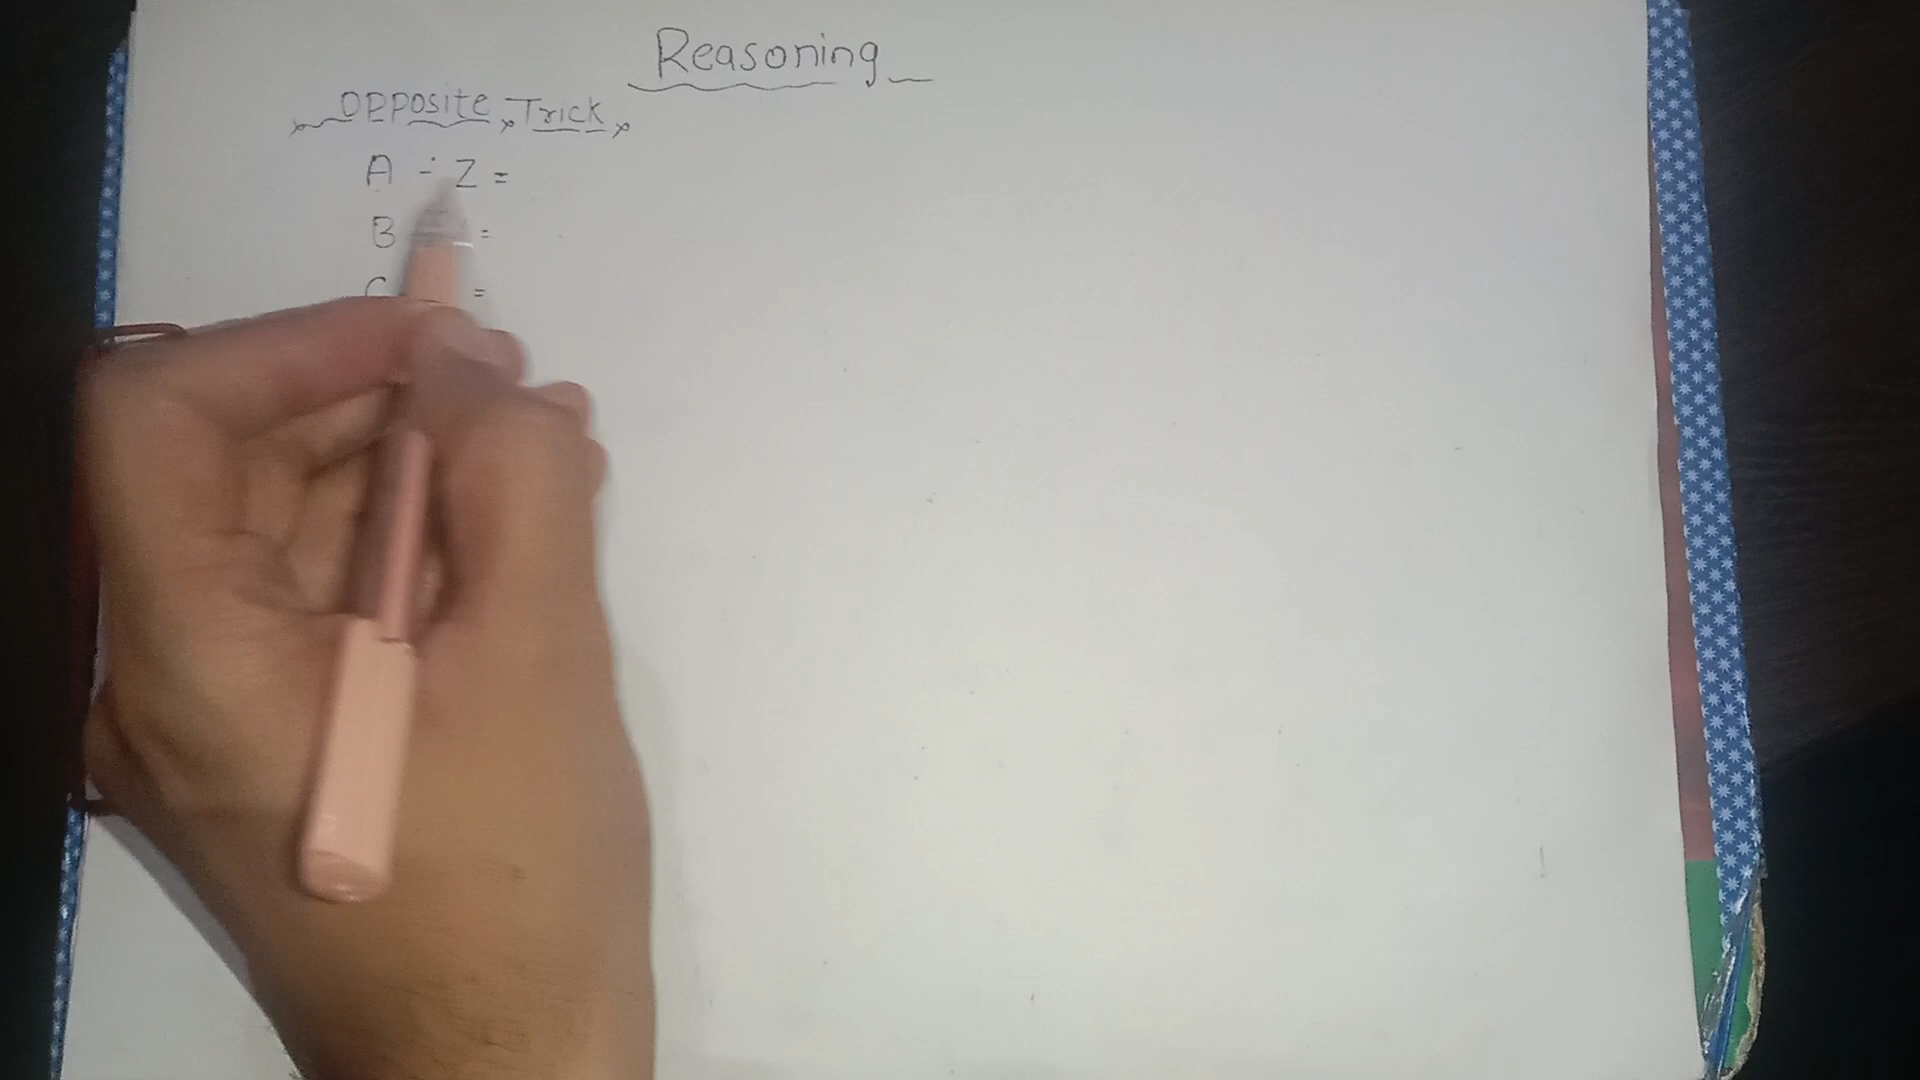 Reasoning
Opposite Trick
A ÷ Z =
B =
C =